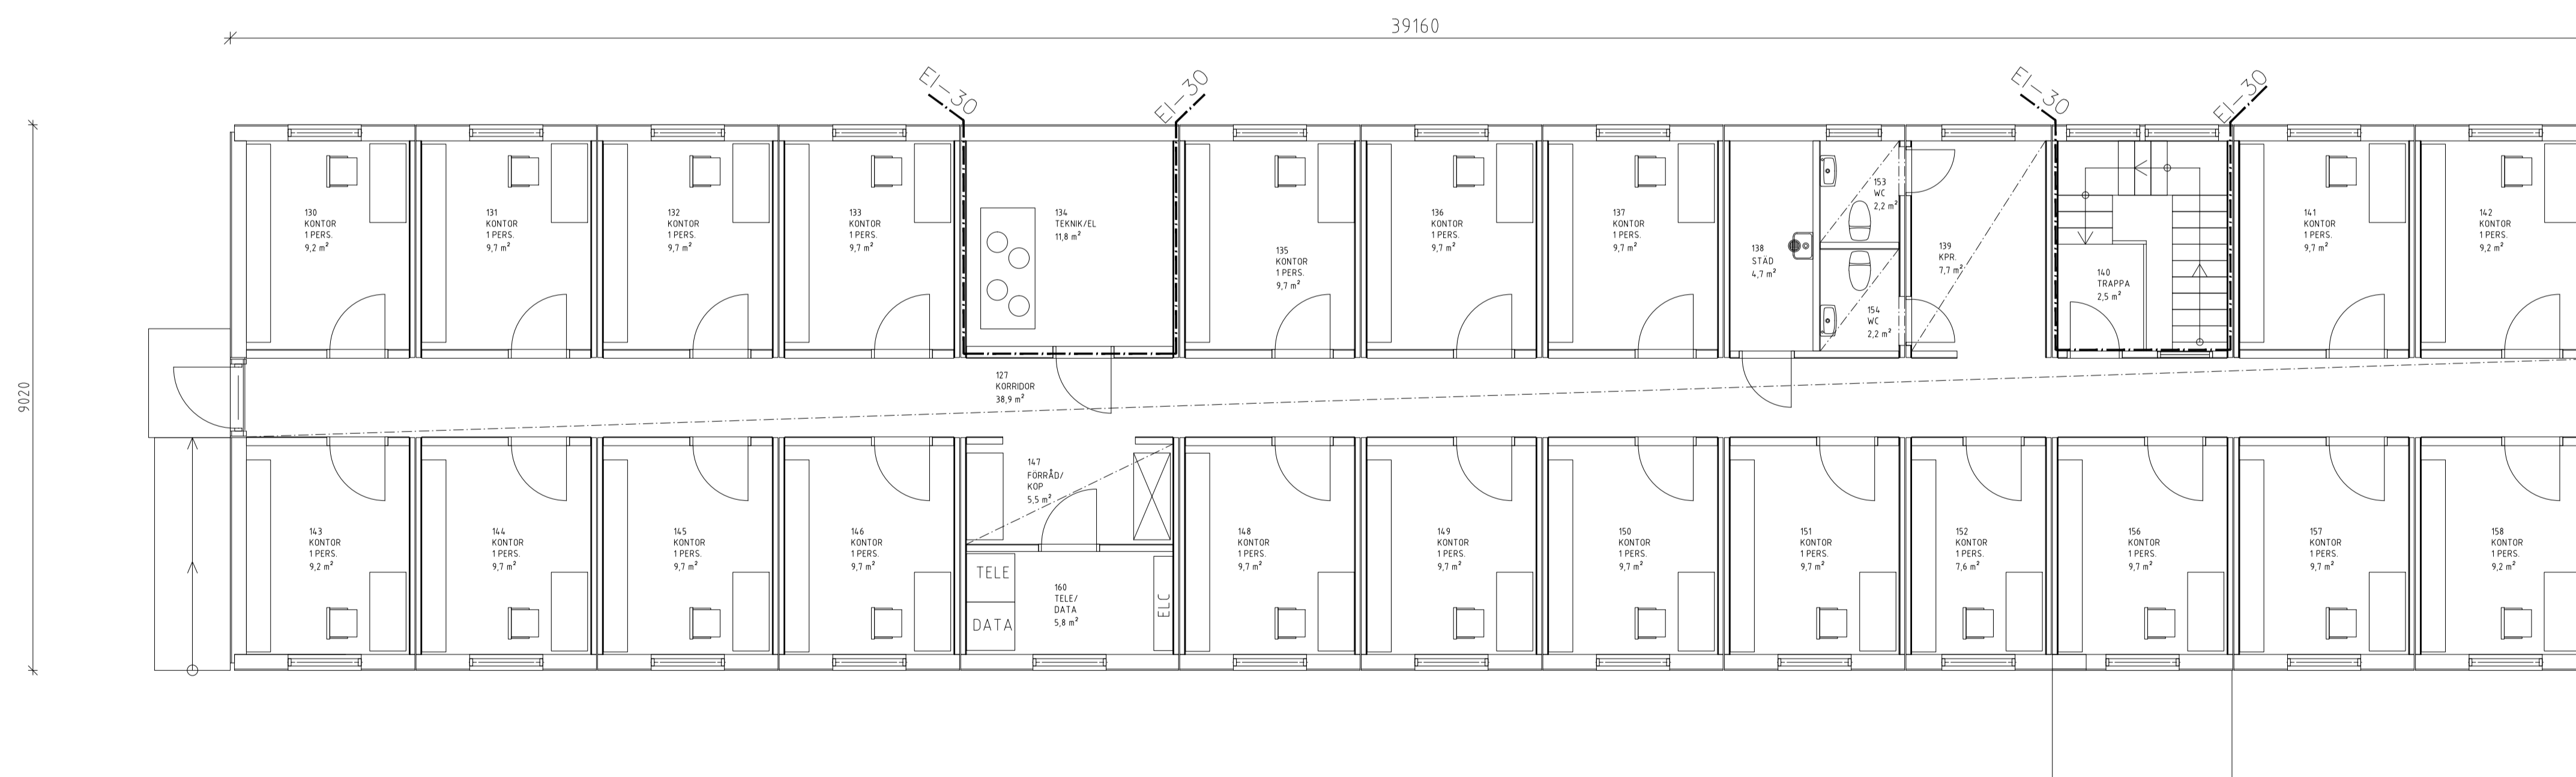 39160
EI-30
EI-30
EI-30
EI-30
9020
130
KONTOR
1 PERS.
9,2 m²
131
KONTOR
1 PERS.
9,7 m²
132
KONTOR
1 PERS.
9,7 m²
133
KONTOR
1 PERS.
9,7 m²
134
TEKNIK/EL
11,8 m²
135
KONTOR
1 PERS.
9,7 m²
136
KONTOR
1 PERS.
9,7 m²
137
KONTOR
1 PERS.
9,7 m²
138
STÄD
4,7 m²
153
WC
2,2 m²
154
WC
2,2 m²
139
KPR.
7,7 m²
140
TRAPPA
2,5 m²
141
KONTOR
1 PERS.
9,7 m²
142
KONTOR
1 PERS.
9,2 m²
127
KORRIDOR
38,9 m²
143
KONTOR
1 PERS.
9,2 m²
144
KONTOR
1 PERS.
9,7 m²
145
KONTOR
1 PERS.
9,7 m²
146
KONTOR
1 PERS.
9,7 m²
147
FÖRRÅD/
KOP
5,5 m²
TELE
DATA
160
TELE/
DATA
5,8 m²
ELC
148
KONTOR
1 PERS.
9,7 m²
149
KONTOR
1 PERS.
9,7 m²
150
KONTOR
1 PERS.
9,7 m²
151
KONTOR
1 PERS.
9,7 m²
152
KONTOR
1 PERS.
7,6 m²
156
KONTOR
1 PERS.
9,7 m²
157
KONTOR
1 PERS.
9,7 m²
158
KONTOR
1 PERS.
9,2 m²